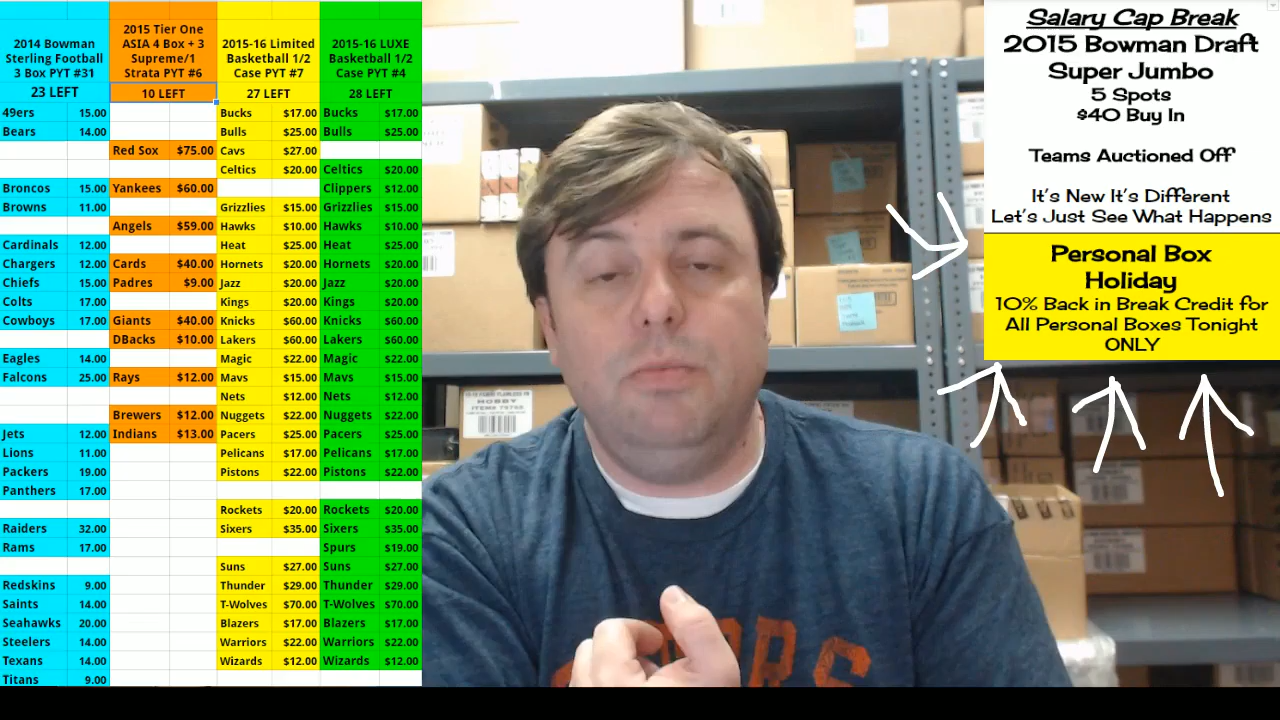 2014 Bowman
Sterling Football
3 Box PYT #31
23 LEFT
49ers 15.00
Bears 14.00
Broncos 15.00
Browns 11.00
Cardinals 12.00
Chargers 12.00
Chiefs 15.00
Colts 17.00
Cowboys 17.00
Eagles 14.00
Falcons 25.00
Jets 12.00
Lions 11.00
Packers 19.00
Panthers 17.00
Raiders 32.00
Rams 17.00
Redskins 9.00
Saints 14.00
Seahawks 20.00
Steelers 14.00
Texans 14.00
Titans 9.00
2015 Tier One
ASIA 4 Box + 3
Supreme/1
Strata PYT #6
10 LEFT
Red Sox $75.00
Yankees $60.00
Angels $59.00
Cards $40.00
Padres $9.00
Giants $40.00
DBacks $10.00
Rays $12.00
Brewers $12.00
Indians $13.00
2015-16 Limited
Basketball 1/2
Case PYT #7
27 LEFT
Bucks $17.00
Bulls $25.00
Cavs $27.00
Celtics $20.00
Grizzlies $15.00
Hawks $10.00
Heat $25.00
Hornets $20.00
Jazz $20.00
Kings $20.00
Knicks $60.00
Lakers $60.00
Magic $22.00
Mavs $15.00
Nets $12.00
Nuggets $22.00
Pacers $25.00
Pelicans $17.00
Pistons $22.00
Rockets $20.00
Sixers $35.00
Suns $27.00
Thunder $29.00
T-Wolves $70.00
Blazers $17.00
Warriors $22.00
Wizards $12.00
2015-16 LUXE
Basketball 1/2
Case PYT #4
28 LEFT
Bucks $17.00
Bulls $25.00
Celtics $20.00
Clippers $12.00
Grizzlies $15.00
Hawks $10.00
Heat $25.00
Hornets $20.00
Jazz $20.00
Kings $20.00
Knicks $60.00
Lakers $60.00
Magic $22.00
Mavs $15.00
Nets $12.00
Nuggets $22.00
Pacers $25.00
Pelicans $17.00
Pistons $22.00
Rockets $20.00
Sixers $35.00
Spurs $19.00
Suns $27.00
Thunder $29.00
T-Wolves $70.00
Blazers $17.00
Warriors $22.00
Wizards $12.00
HOBBY
Salary Cap Break
2015 Bowman Draft
Super Jumbo
5 Spots
$40 Buy In
Teams Auctioned Off
It's New It's Different
Let's Just See What Happens
Personal Box
Holiday
10% Back in Break Credit for
All Personal Boxes Tonight
ONLY